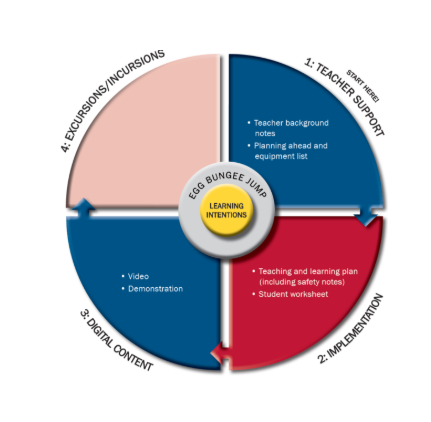 4: EXCURSIONS/INCURSIONS
START HERE!
1: TEACHER SUPPORT
• Teacher background
notes
• Planning ahead and
equipment list
EGG BUNGEE JUMP
LEARNING
INTENTIONS
• Video
• Demonstration
• Teaching and learning plan
(including safety notes)
• Student worksheet
3: DIGITAL CONTENT
2: IMPLEMENTATION